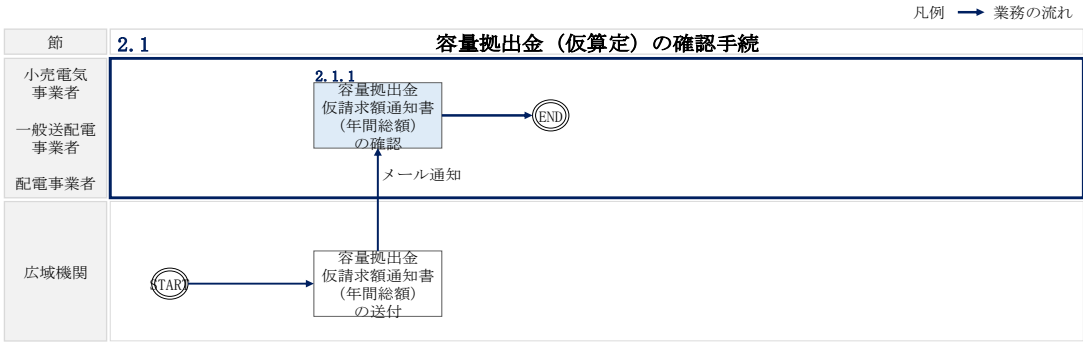 凡例 業務の流れ
節 2.1 容量拠出金（仮算定）の確認手続
小売電気
事業者
一般送配電
事業者
配電事業者
2.1.1
容量拠出金
仮請求額通知書
（年間総額）
の確認
END
メール通知
広域機関
START
容量拠出金
仮請求額通知書
（年間総額）
の送付